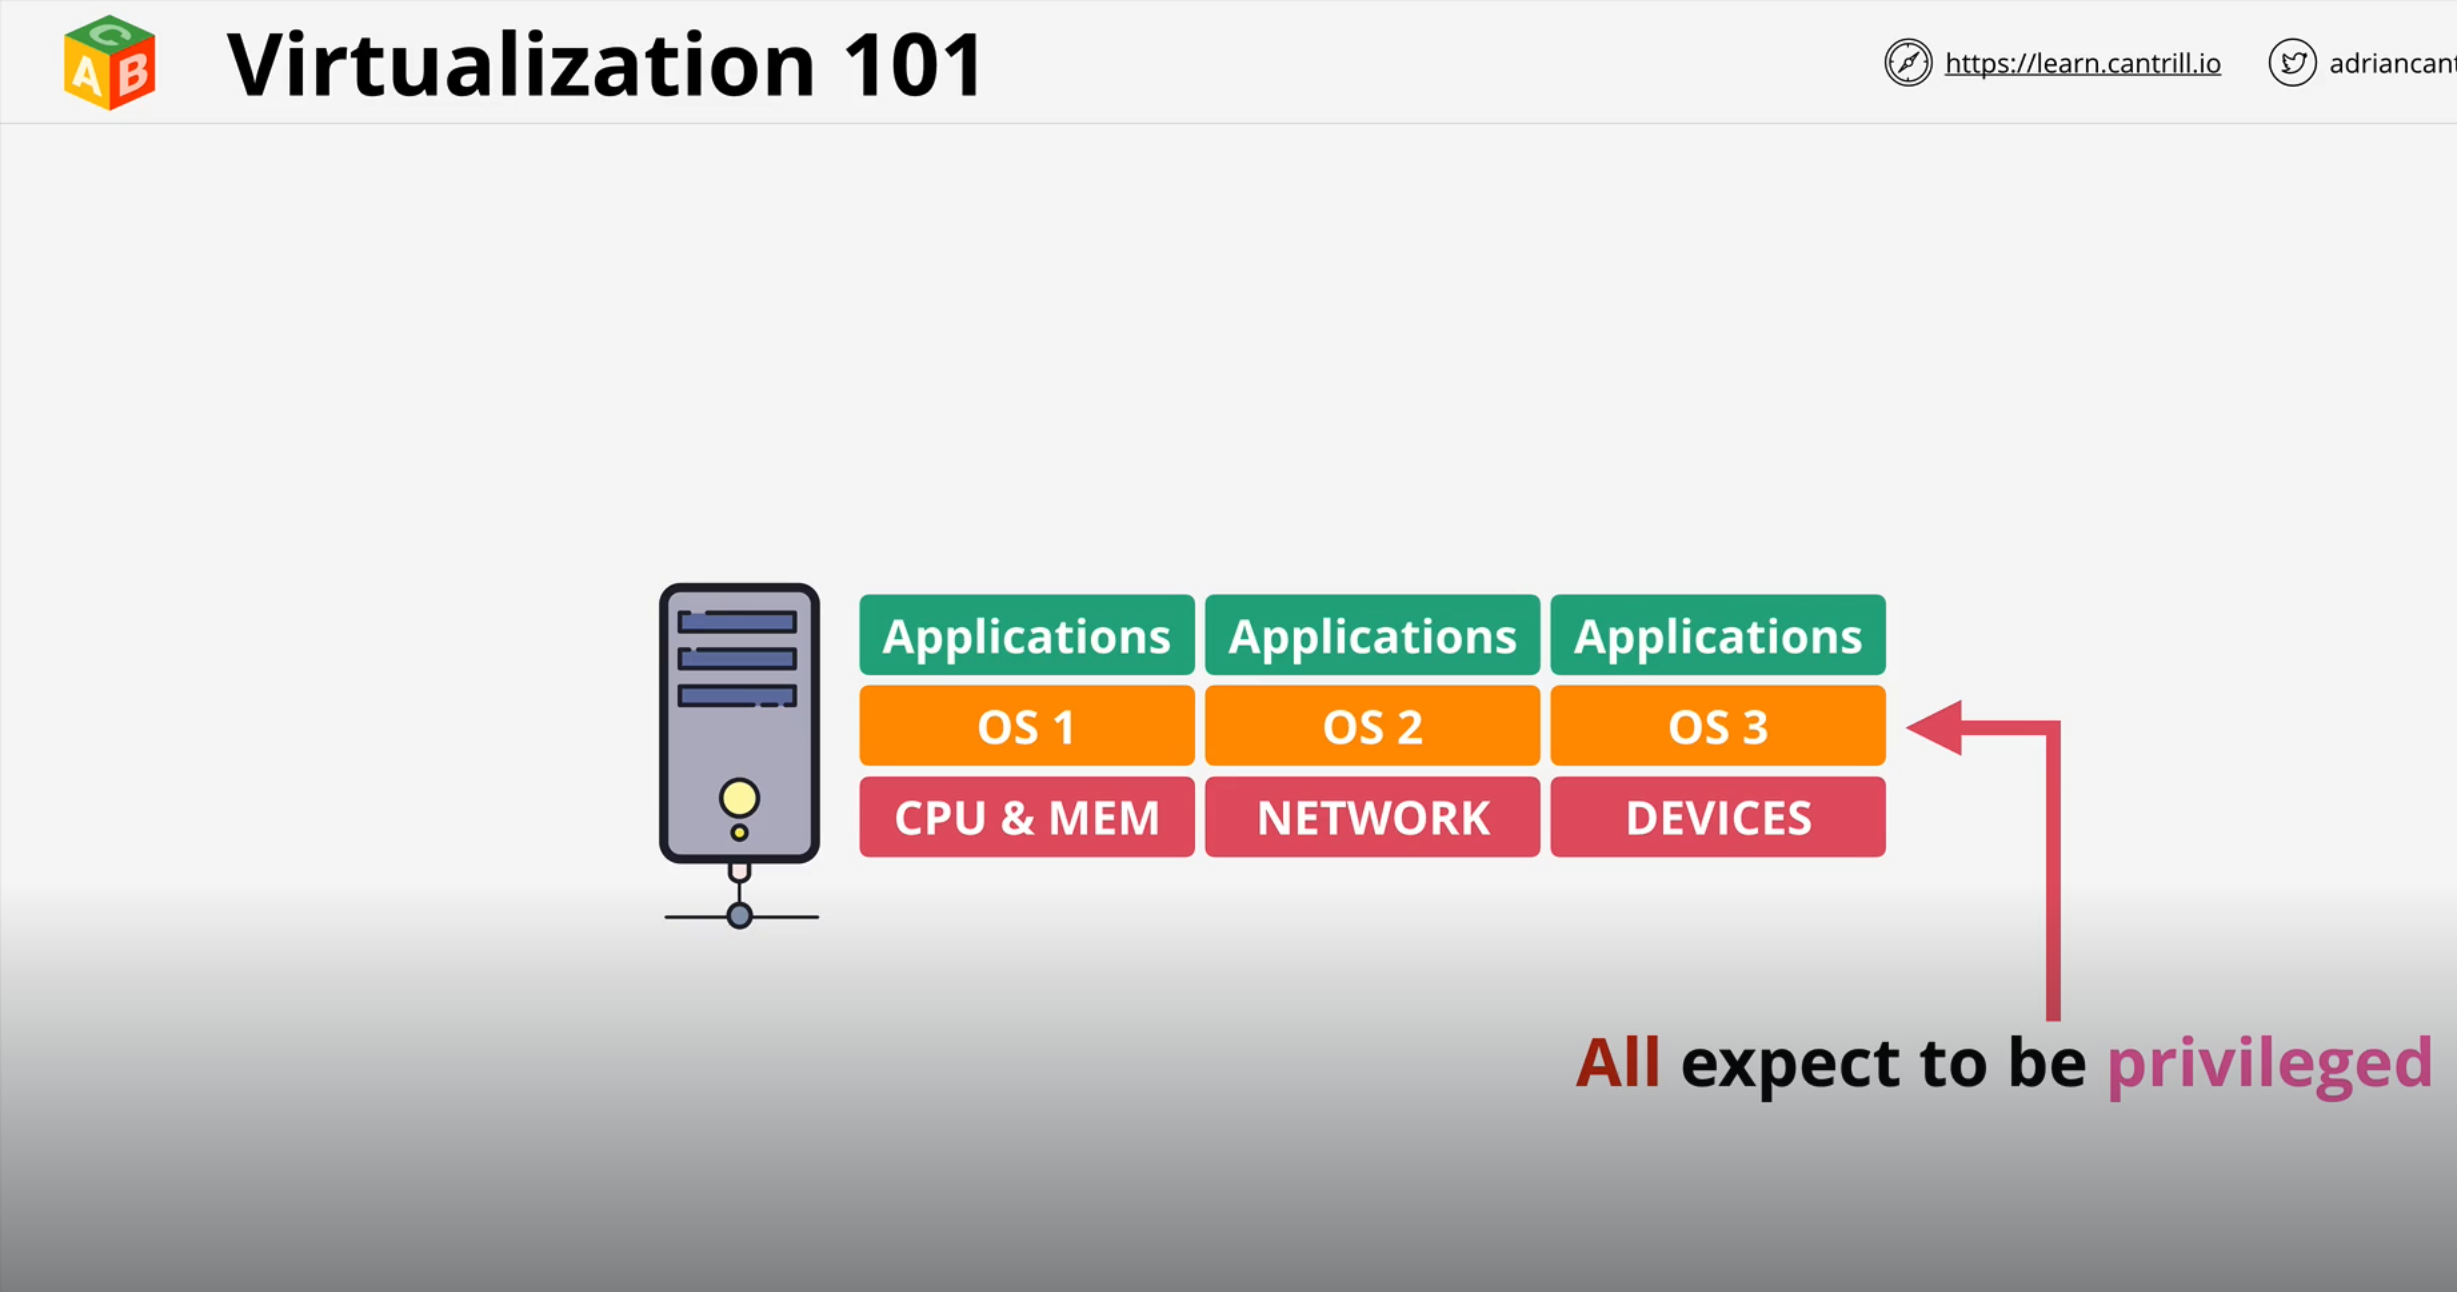 Virtualization 101
https://learn.cantrill.io
adriancant
Applications Applications Applications
OS 1 OS 2 OS 3
CPU & MEM NETWORK DEVICES
All expect to be privileged
A B C